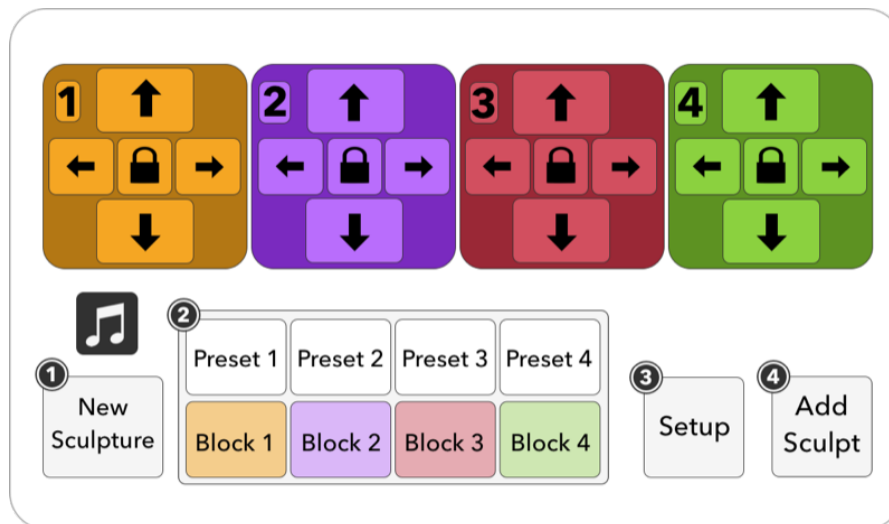 1
2
3
4
2
Preset 1
Preset 2
Preset 3
Preset 4
1
New
Sculpture
Block 1
Block 2
Block 3
Block 4
3
Setup
4
Add
Sculpt